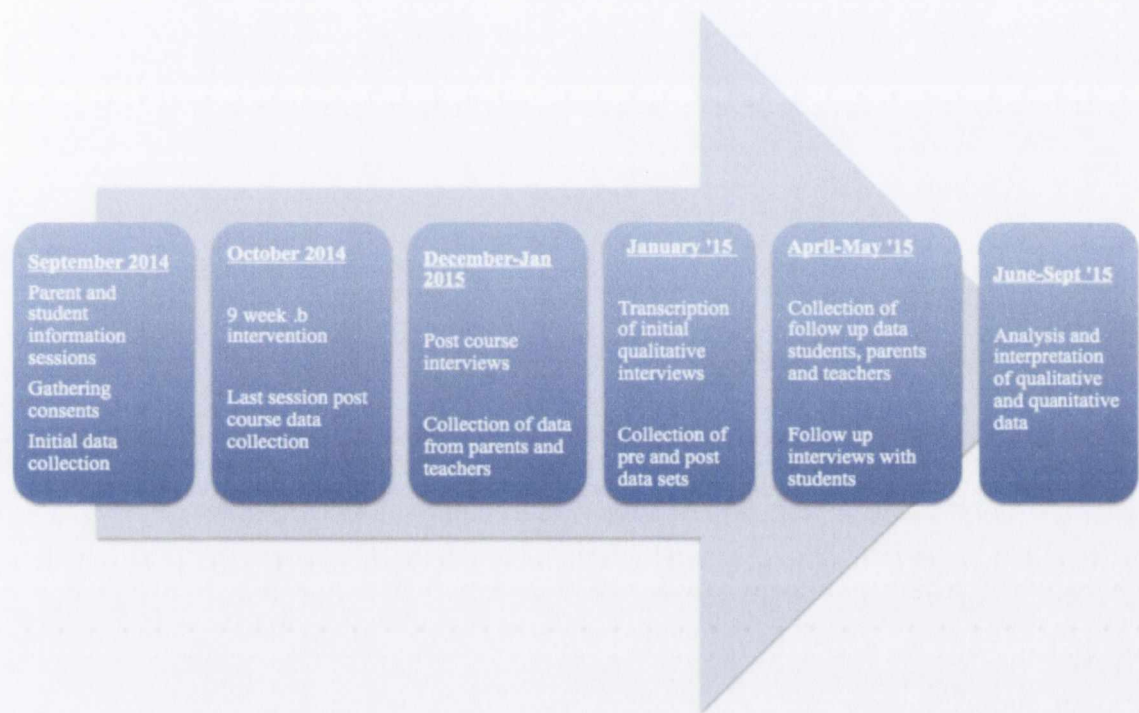 September 2014
Parent and
student
information
sessions
Gathering
consents
Initial data
collection
October 2014
9 week .b
intervention
Last session post
course data
collection
December-Jan
2015
Post course
interviews
Collection of data
from parents and
teachers
January '15
Transcription
of initial
qualitative
interviews
Collection of
pre and post
data sets
April-May '15
Collection of
follow up data
students, parents
and teachers
Follow up
interviews with
students
June-Sept '15
Analysis and
interpretation
of qualitative
and quanitative
data